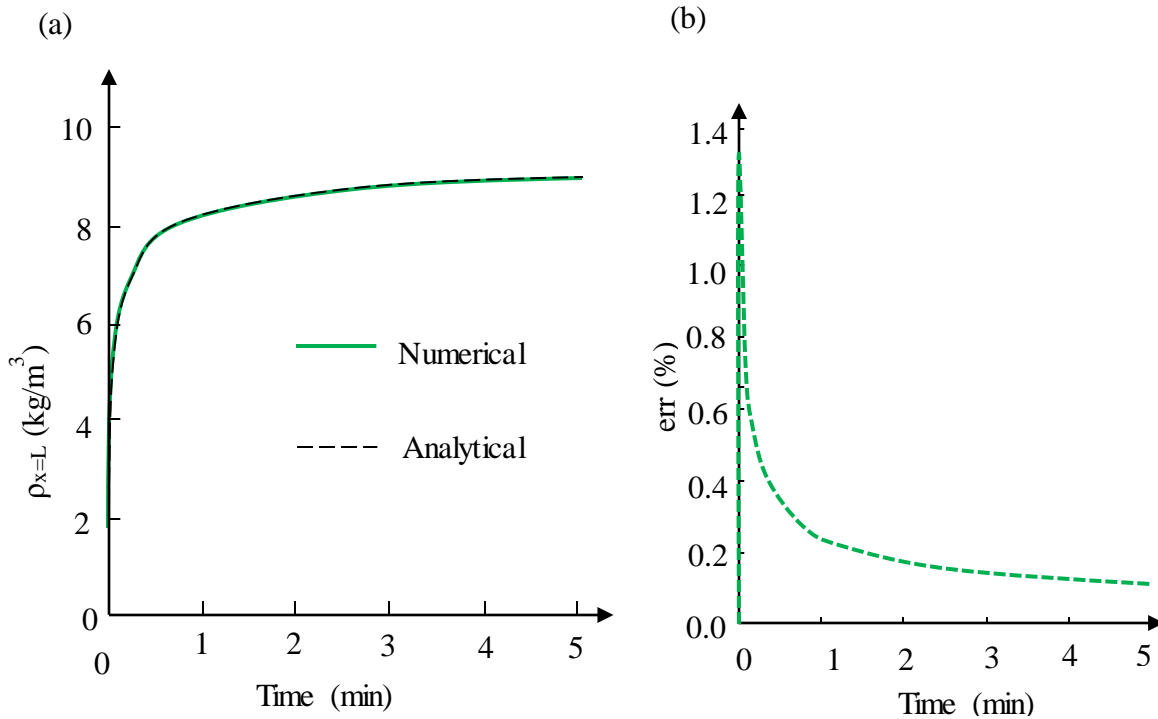 (a)
10
8
6
4
2
0
0 1 2 3 4 5
ρx=L (kg/m3)
Time (min)
Numerical
Analytical
(b)
1.4
1.2
1.0
0.8
0.6
0.4
0.2
0.0
0 1 2 3 4 5
err (%)
Time (min)